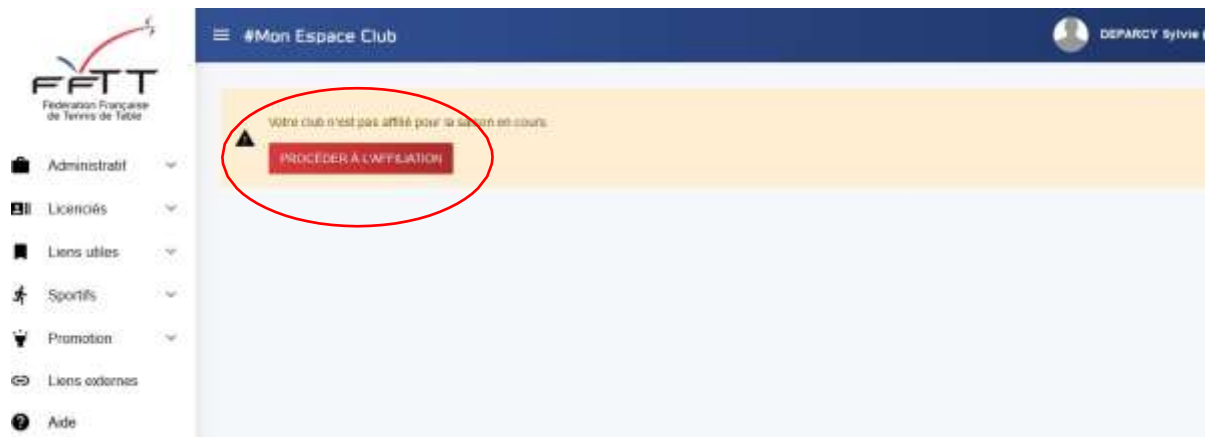 #Mon Espace Club
DEPARCY Sylvie (
FFTT
Fédération Française
de Tennis de Table
Votre club n'est pas affilié pour la saison en cours
PROCÉDER À L'AFFILIATION
Administratif
Licenciés
Liens utiles
Sportifs
Promotion
Liens externes
Aide